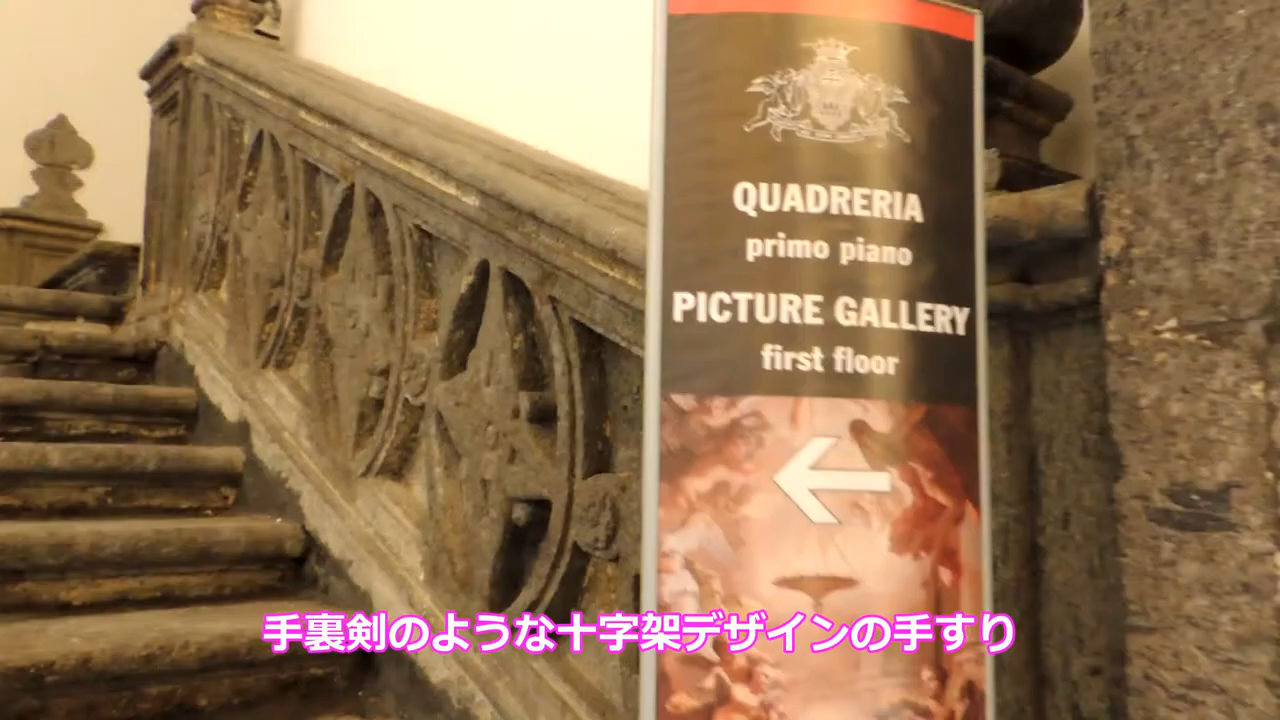 QUADRERIA
primo piano
PICTURE GALLERY
first floor
手裏剣のような十字架デザインの手すり